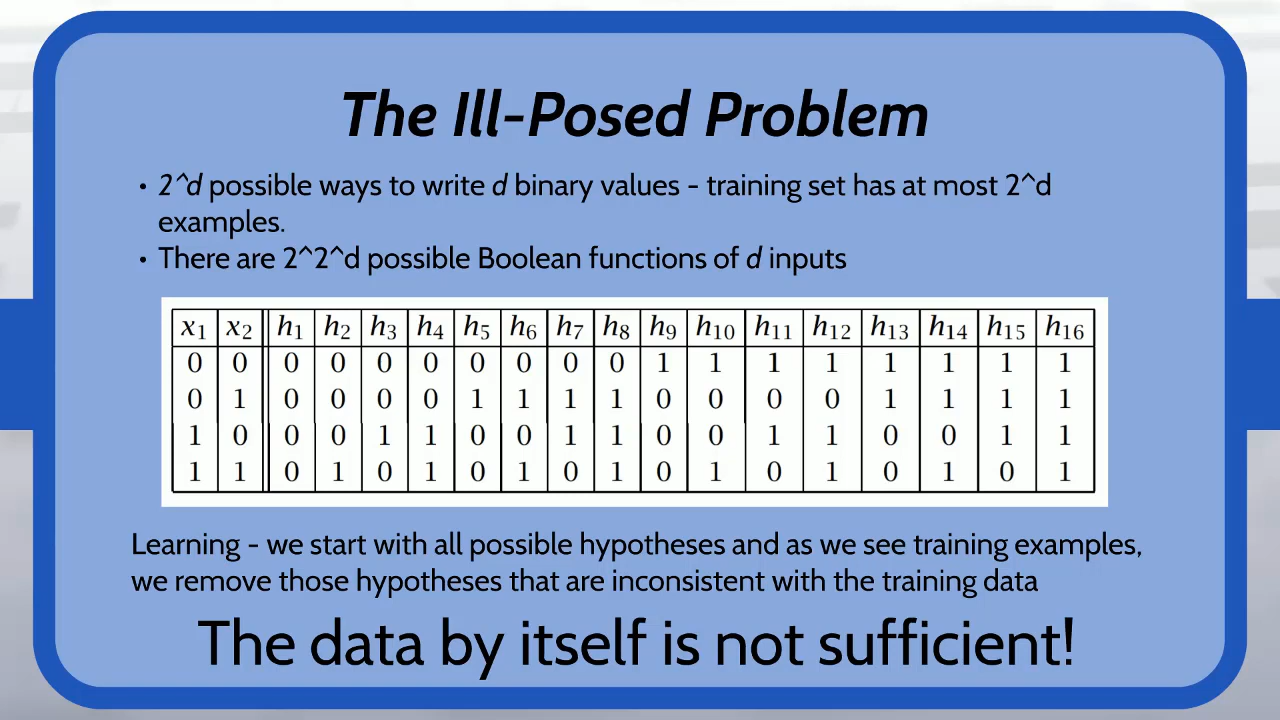 The Ill-Posed Problem
• 2^d possible ways to write d binary values - training set has at most 2^d
examples.
• There are 2^2^d possible Boolean functions of d inputs
x1 x2 h1 h2 h3 h4 h5 h6 h7 h8 h9 h10 h11 h12 h13 h14 h15 h16
0 0 0 0 0 0 0 0 0 0 1 1 1 1 1 1 1 1
0 1 0 0 0 0 1 1 1 1 0 0 0 0 1 1 1 1
1 0 0 0 1 1 0 0 1 1 0 0 1 1 0 0 1 1
1 1 0 1 0 1 0 1 0 1 0 1 0 1 0 1 0 1
Learning - we start with all possible hypotheses and as we see training examples,
we remove those hypotheses that are inconsistent with the training data
The data by itself is not sufficient!